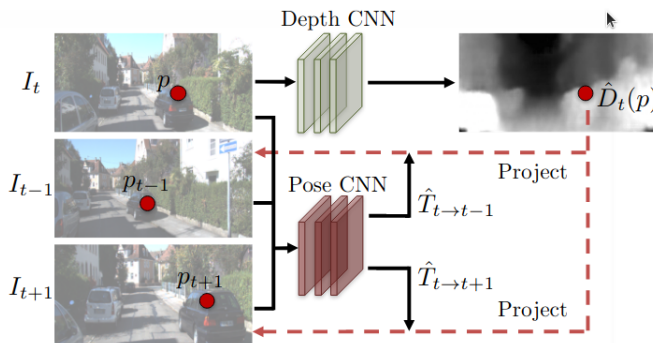 Depth CNN
I_t
p
D̂_t(p)
I_{t−1}
p_{t−1}
Project
Pose CNN
T̂_{t→t−1}
I_{t+1}
p_{t+1}
T̂_{t→t+1}
Project